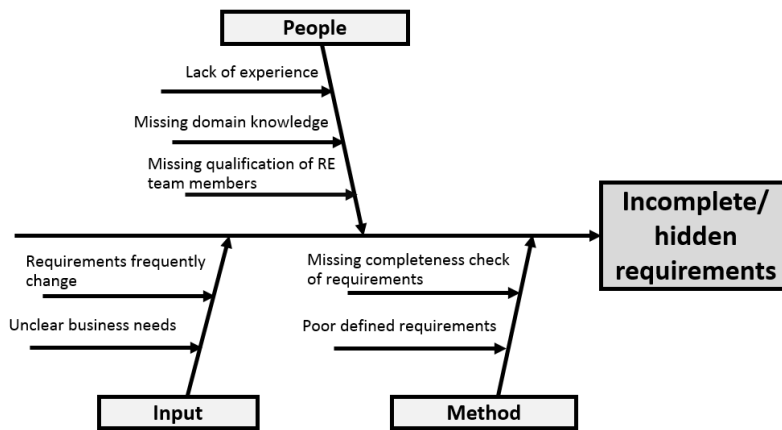 People
Lack of experience
Missing domain knowledge
Missing qualification of RE
team members
Incomplete/
hidden
requirements
Requirements frequently
change
Unclear business needs
Missing completeness check
of requirements
Poor defined requirements
Input
Method